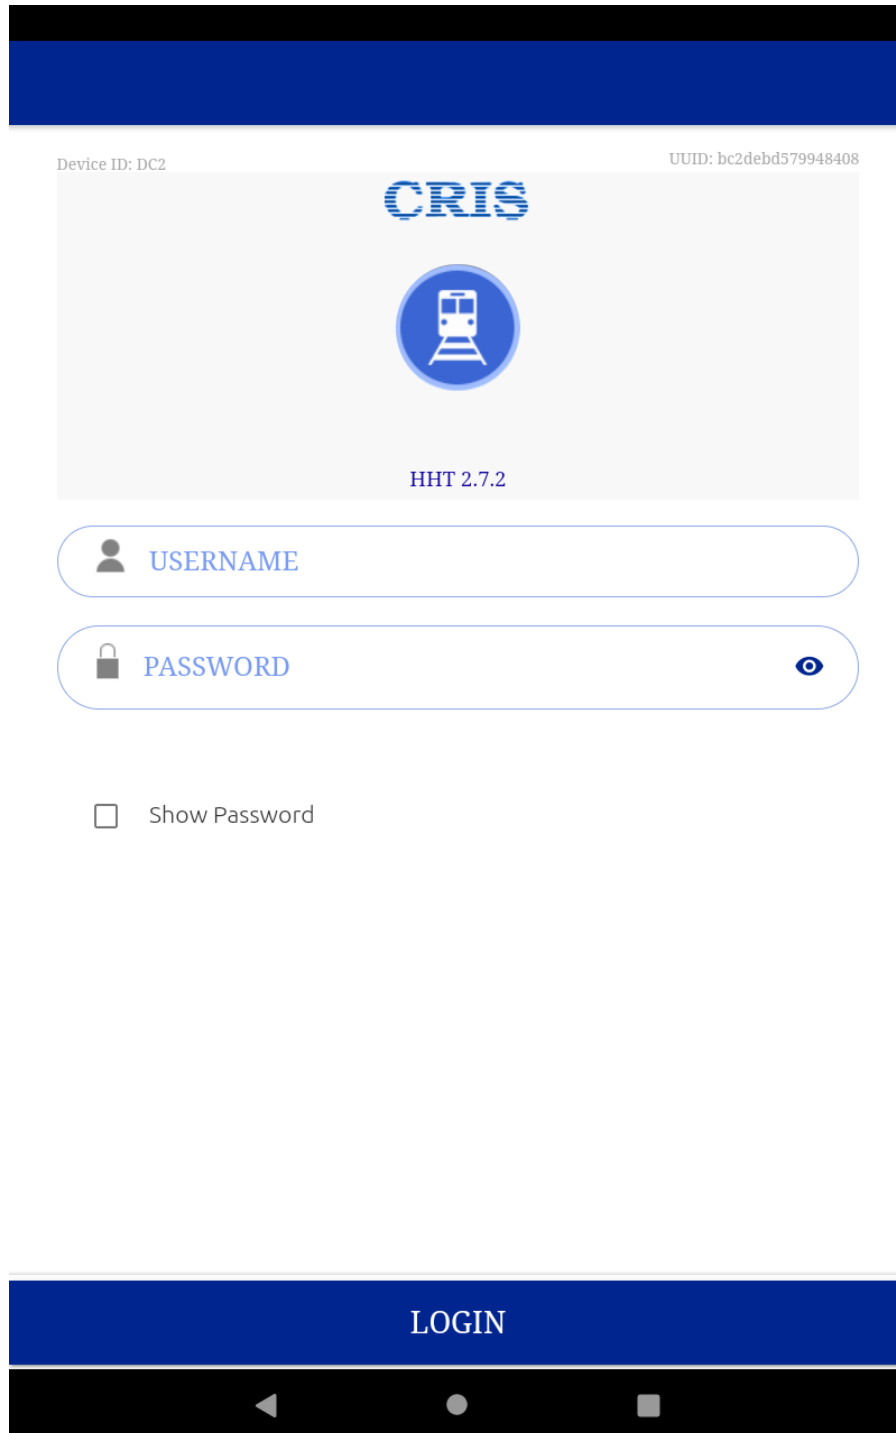 Device ID: DC2
UUID: bc2debd579948408
CRIS
HHT 2.7.2
USERNAME
PASSWORD
Show Password
LOGIN